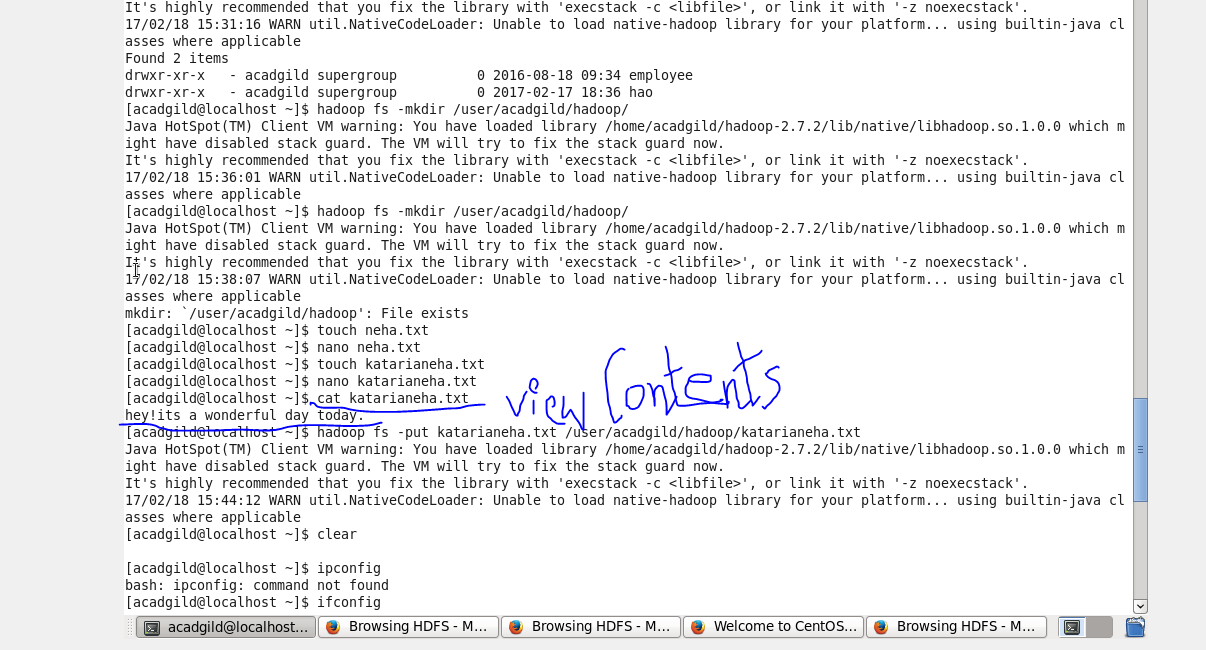 It's highly recommended that you fix the library with 'execstack -c <libfile>', or link it with '-z noexecstack'.
17/02/18 15:31:16 WARN util.NativeCodeLoader: Unable to load native-hadoop library for your platform... using builtin-java cl
asses where applicable
Found 2 items
drwxr-xr-x   - acadgild supergroup          0 2016-08-18 09:34 employee
drwxr-xr-x   - acadgild supergroup          0 2017-02-17 18:36 hao
[acadgild@localhost ~]$ hadoop fs -mkdir /user/acadgild/hadoop/
Java HotSpot(TM) Client VM warning: You have loaded library /home/acadgild/hadoop-2.7.2/lib/native/libhadoop.so.1.0.0 which m
ight have disabled stack guard. The VM will try to fix the stack guard now.
It's highly recommended that you fix the library with 'execstack -c <libfile>', or link it with '-z noexecstack'.
17/02/18 15:36:01 WARN util.NativeCodeLoader: Unable to load native-hadoop library for your platform... using builtin-java cl
asses where applicable
[acadgild@localhost ~]$ hadoop fs -mkdir /user/acadgild/hadoop/
Java HotSpot(TM) Client VM warning: You have loaded library /home/acadgild/hadoop-2.7.2/lib/native/libhadoop.so.1.0.0 which m
ight have disabled stack guard. The VM will try to fix the stack guard now.
It's highly recommended that you fix the library with 'execstack -c <libfile>', or link it with '-z noexecstack'.
17/02/18 15:38:07 WARN util.NativeCodeLoader: Unable to load native-hadoop library for your platform... using builtin-java cl
asses where applicable
mkdir: `/user/acadgild/hadoop': File exists
[acadgild@localhost ~]$ touch neha.txt
[acadgild@localhost ~]$ nano neha.txt
[acadgild@localhost ~]$ touch katarianeha.txt
[acadgild@localhost ~]$ nano katarianeha.txt
[acadgild@localhost ~]$ cat katarianeha.txt
view Contents
hey!its a wonderful day today.
[acadgild@localhost ~]$ hadoop fs -put katarianeha.txt /user/acadgild/hadoop/katarianeha.txt
Java HotSpot(TM) Client VM warning: You have loaded library /home/acadgild/hadoop-2.7.2/lib/native/libhadoop.so.1.0.0 which m
ight have disabled stack guard. The VM will try to fix the stack guard now.
It's highly recommended that you fix the library with 'execstack -c <libfile>', or link it with '-z noexecstack'.
17/02/18 15:44:12 WARN util.NativeCodeLoader: Unable to load native-hadoop library for your platform... using builtin-java cl
asses where applicable
[acadgild@localhost ~]$ clear
[acadgild@localhost ~]$ ipconfig
bash: ipconfig: command not found
[acadgild@localhost ~]$ ifconfig
acadgild@localhost... Browsing HDFS - M... Browsing HDFS - M... Welcome to CentOS... Browsing HDFS - M...